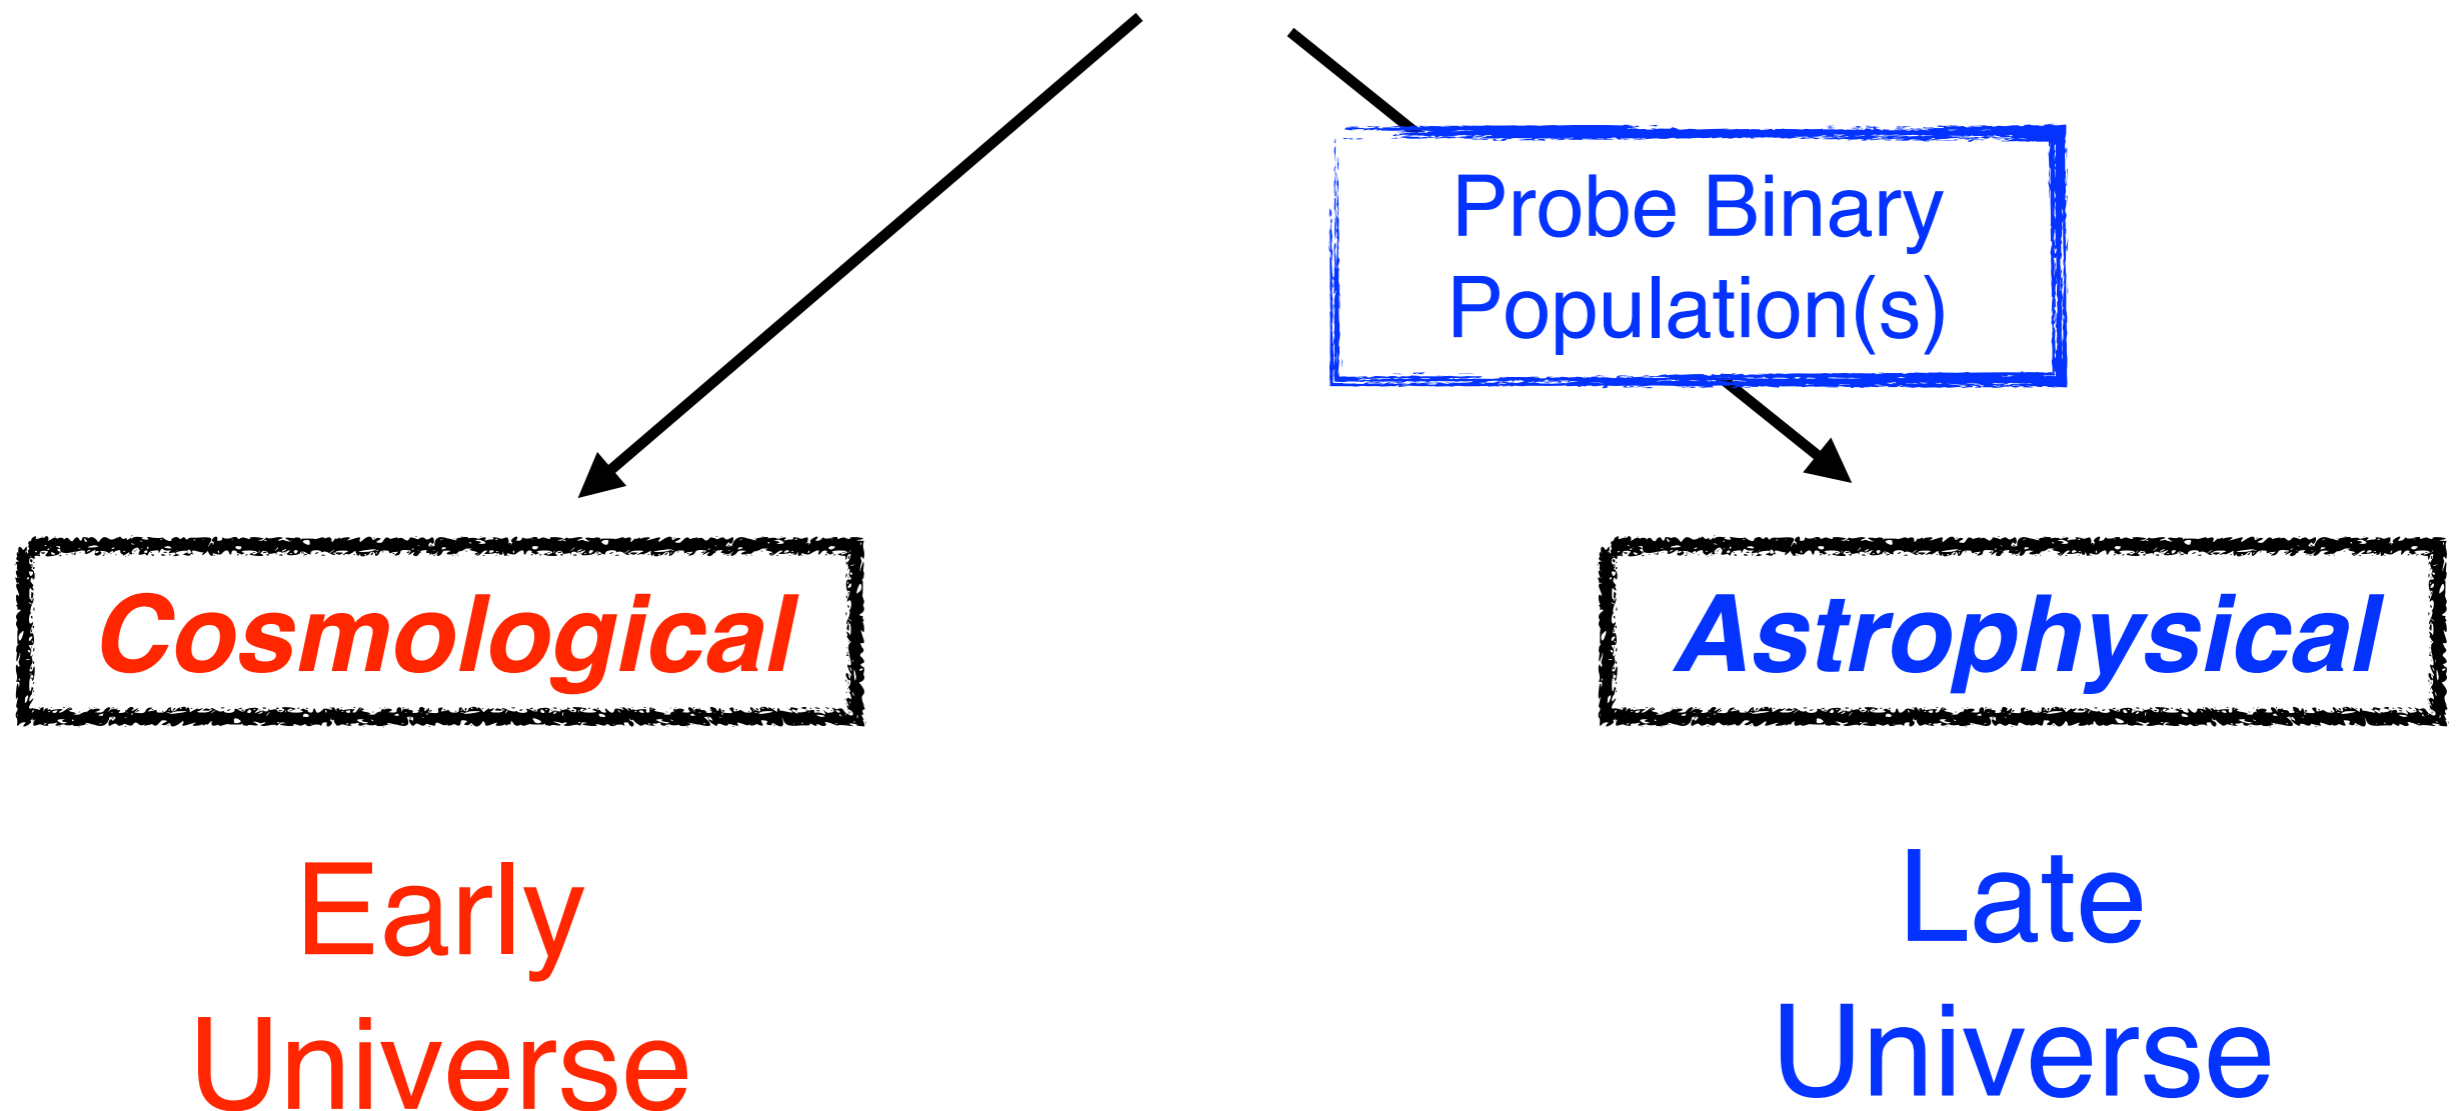 Probe Binary
Population(s)
Cosmological
Astrophysical
Early
Universe
Late
Universe